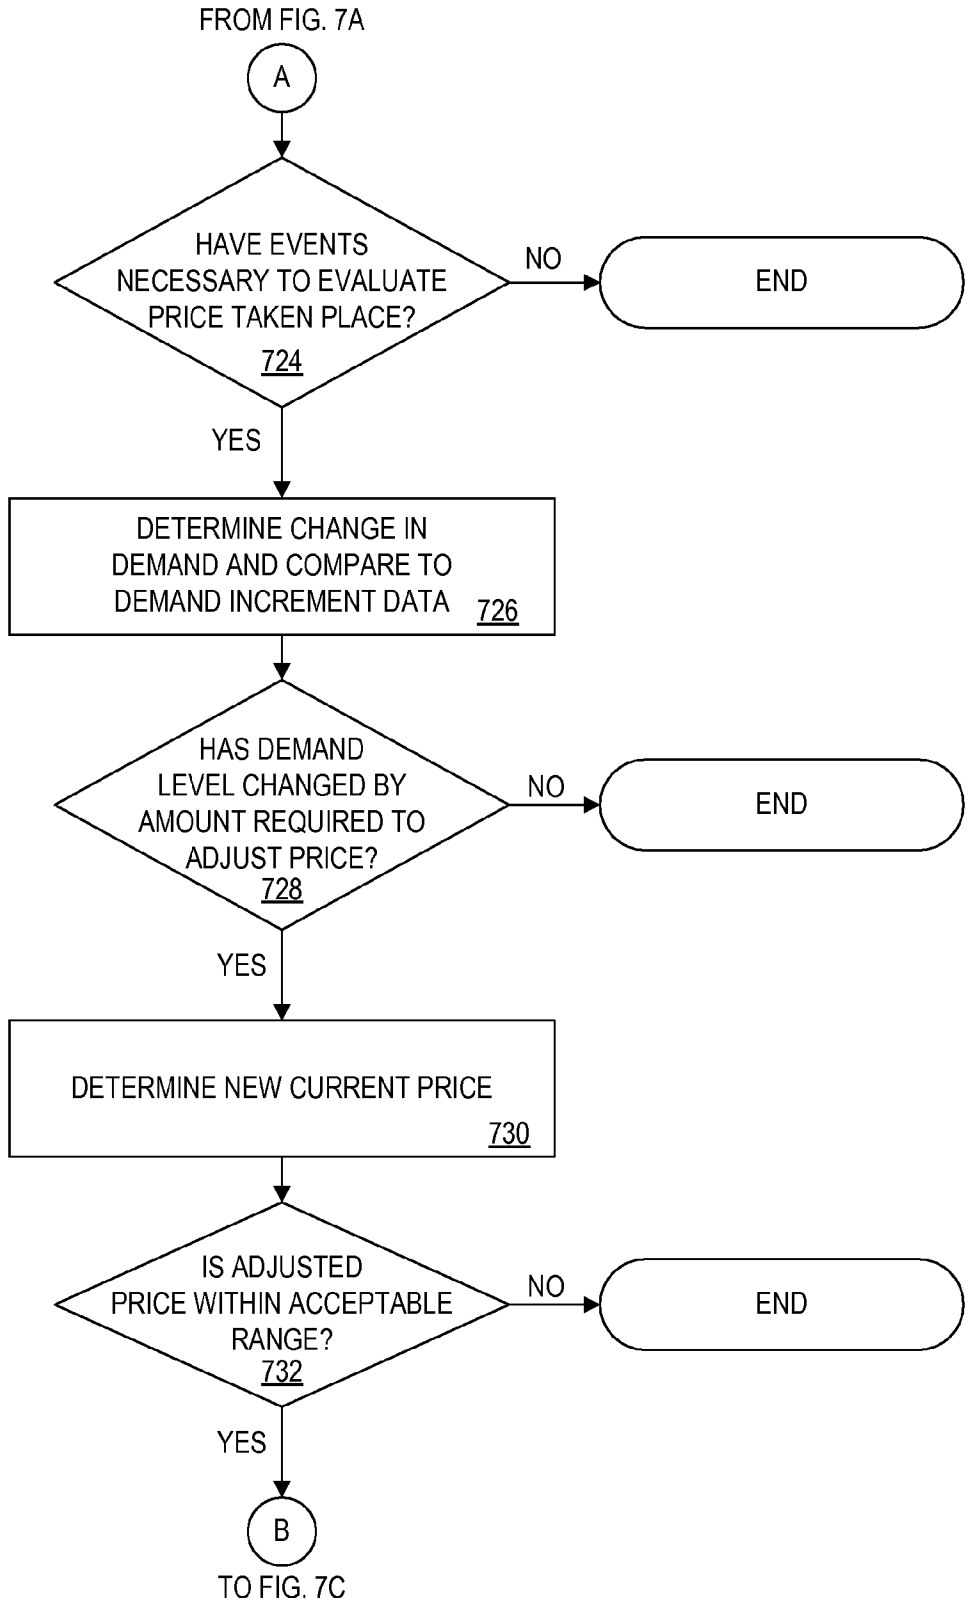 FROM FIG. 7A
A
HAVE EVENTS
NECESSARY TO EVALUATE
PRICE TAKEN PLACE?
724
NO
END
YES
DETERMINE CHANGE IN
DEMAND AND COMPARE TO
DEMAND INCREMENT DATA
726
HAS DEMAND
LEVEL CHANGED BY
AMOUNT REQUIRED TO
ADJUST PRICE?
728
NO
END
YES
DETERMINE NEW CURRENT PRICE
730
IS ADJUSTED
PRICE WITHIN ACCEPTABLE
RANGE?
732
NO
END
YES
B
TO FIG. 7C